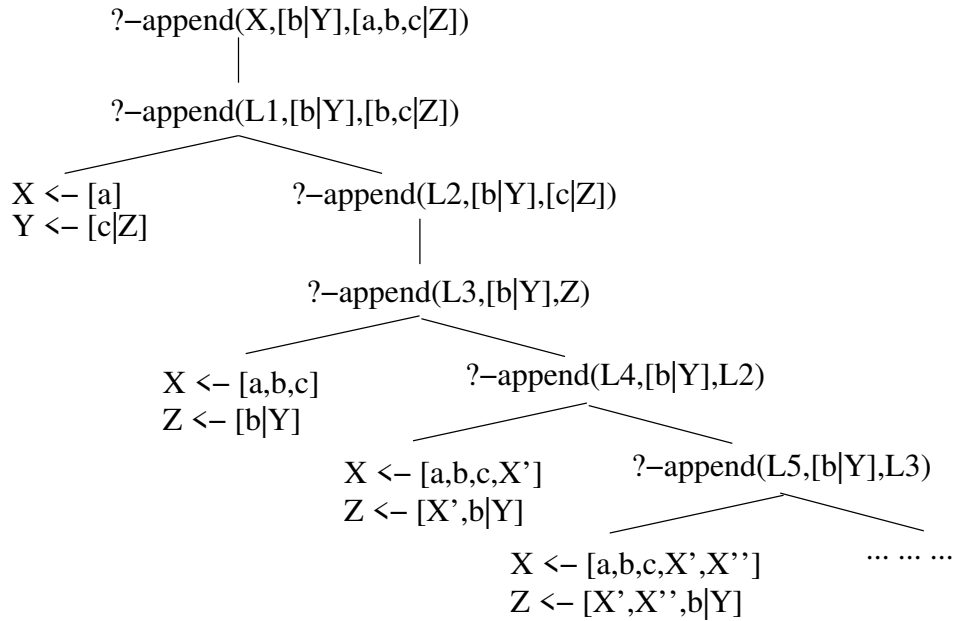 ?–append(X,[b|Y],[a,b,c|Z])
?–append(L1,[b|Y],[b,c|Z])
X <– [a]
Y <– [c|Z]
?–append(L2,[b|Y],[c|Z])
?–append(L3,[b|Y],Z)
X <– [a,b,c]
Z <– [b|Y]
?–append(L4,[b|Y],L2)
X <– [a,b,c,X’]
Z <– [X’,b|Y]
?–append(L5,[b|Y],L3)
X <– [a,b,c,X’,X’’]
Z <– [X’,X’’,b|Y]
... ... ...